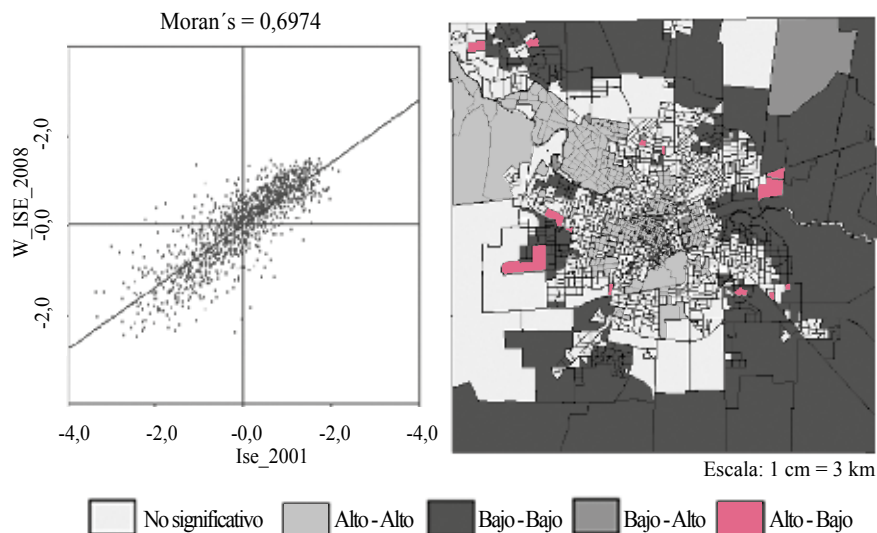 Moran´s = 0,6974
W_ISE_2008
-2,0
-0,0
-2,0
-4,0 -2,0 -0,0 -2,0 -4,0
Ise_2001
Escala: 1 cm = 3 km
No significativo Alto - Alto Bajo - Bajo Bajo - Alto Alto - Bajo